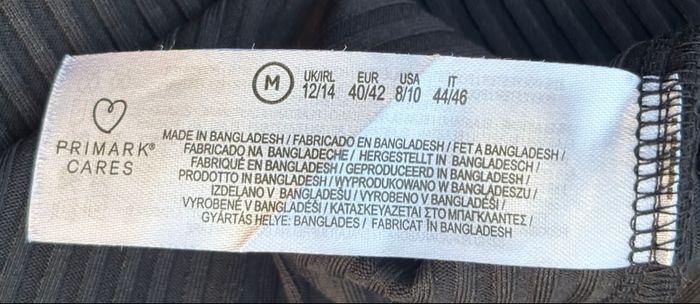 M
UK/IRL EUR USA IT
12/14 40/42 8/10 44/46
PRIMARK®
CARES
MADE IN BANGLADESH / FABRICADO EN BANGLADESH / FET A BANGLADESH /
FABRICADO NA BANGLADECHE / HERGESTELLT IN BANGLADESCH /
FABRIQUÉ EN BANGLADESH / GEPRODUCEERD IN BANGLADESH /
PRODOTTO IN BANGLADESH / WYPRODUKOWANO W BANGLADESZU /
IZDELANO V BANGLADEŠU / VYROBENO V BANGLADÉŠI /
VYROBENÉ V BANGLADÉŠI / ΚΑΤΑΣΚΕΥΑΖΕΤΑΙ ΣΤΟ ΜΠΑΓΚΛΑΝΤΕΣ /
GYÁRTÁS HELYE: BANGLADES / FABRICAT ÎN BANGLADESH